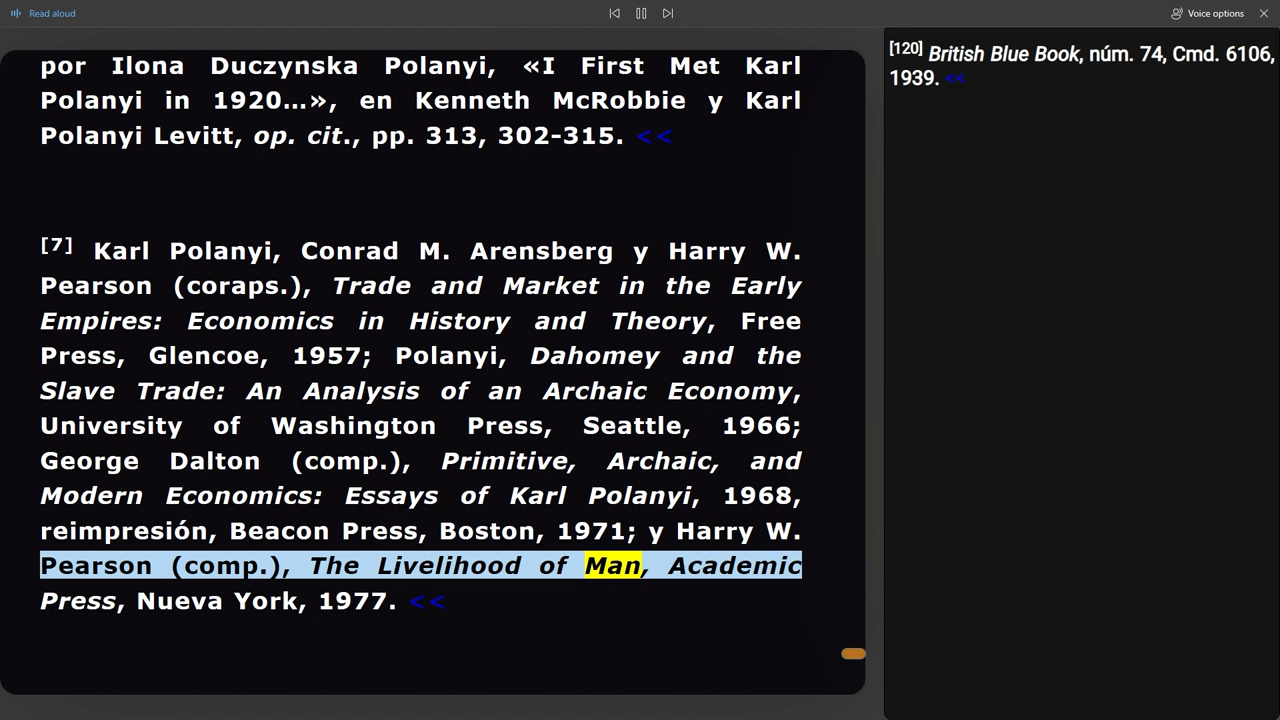 Read aloud
Voice options
por Ilona Duczynska Polanyi, «I First Met Karl
Polanyi in 1920…», en Kenneth McRobbie y Karl
Polanyi Levitt, op. cit., pp. 313, 302-315. <<
[7] Karl Polanyi, Conrad M. Arensberg y Harry W.
Pearson (coraps.), Trade and Market in the Early
Empires: Economics in History and Theory, Free
Press, Glencoe, 1957; Polanyi, Dahomey and the
Slave Trade: An Analysis of an Archaic Economy,
University of Washington Press, Seattle, 1966;
George Dalton (comp.), Primitive, Archaic, and
Modern Economics: Essays of Karl Polanyi, 1968,
reimpresión, Beacon Press, Boston, 1971; y Harry W.
Pearson (comp.), The Livelihood of Man, Academic
Press, Nueva York, 1977. <<
[120] British Blue Book, núm. 74, Cmd. 6106,
1939. <<